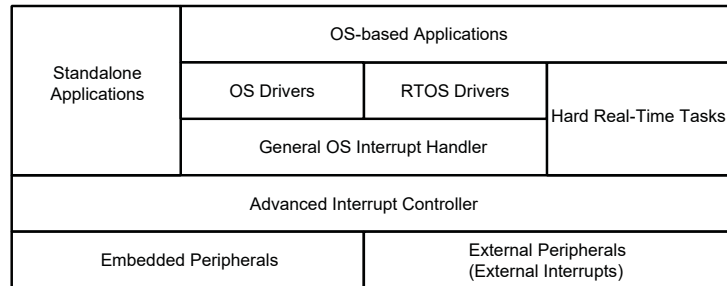 OS-based Applications
Standalone
Applications
OS Drivers
RTOS Drivers
Hard Real-Time Tasks
General OS Interrupt Handler
Advanced Interrupt Controller
Embedded Peripherals
External Peripherals
(External Interrupts)